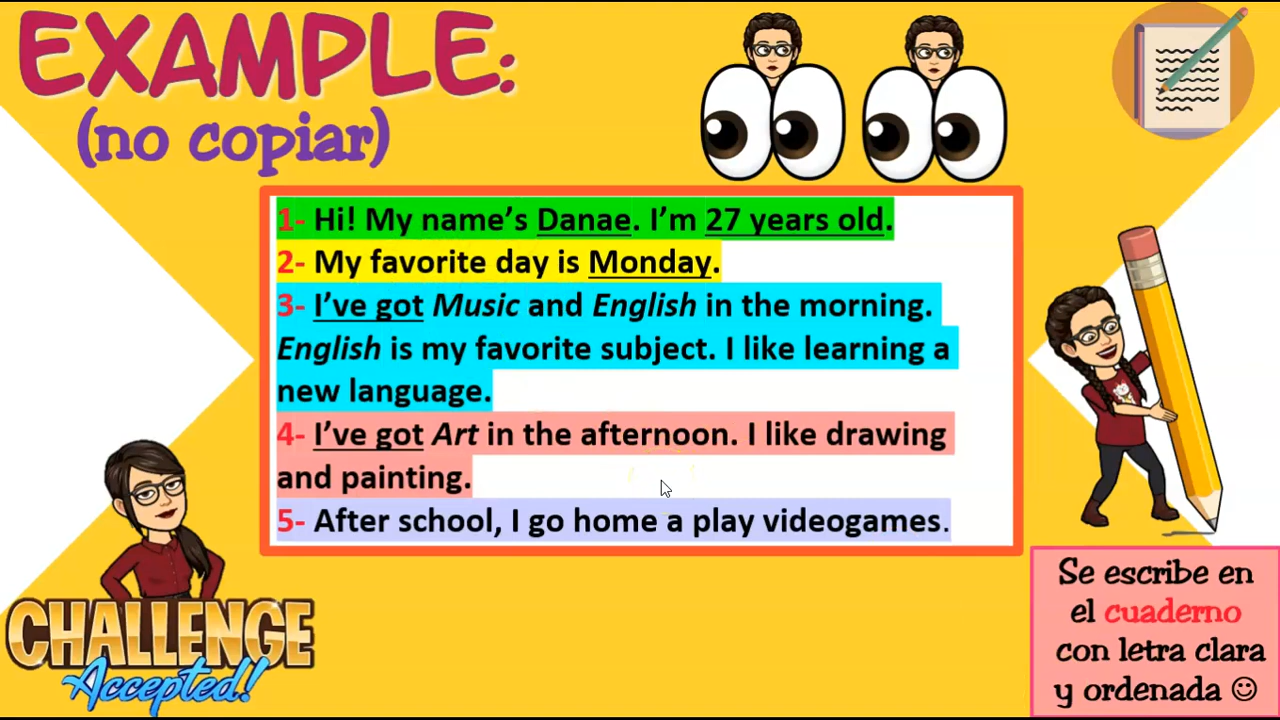 EXAMPLE:
(no copiar)
1- Hi! My name's Danae. I'm 27 years old.
2- My favorite day is Monday.
3- I've got Music and English in the morning.
English is my favorite subject. I like learning a
new language.
4- I've got Art in the afternoon. I like drawing
and painting.
5- After school, I go home a play videogames.
CHALLENGE
Accepted!
Se escribe en
el cuaderno
con letra clara
y ordenada ☺